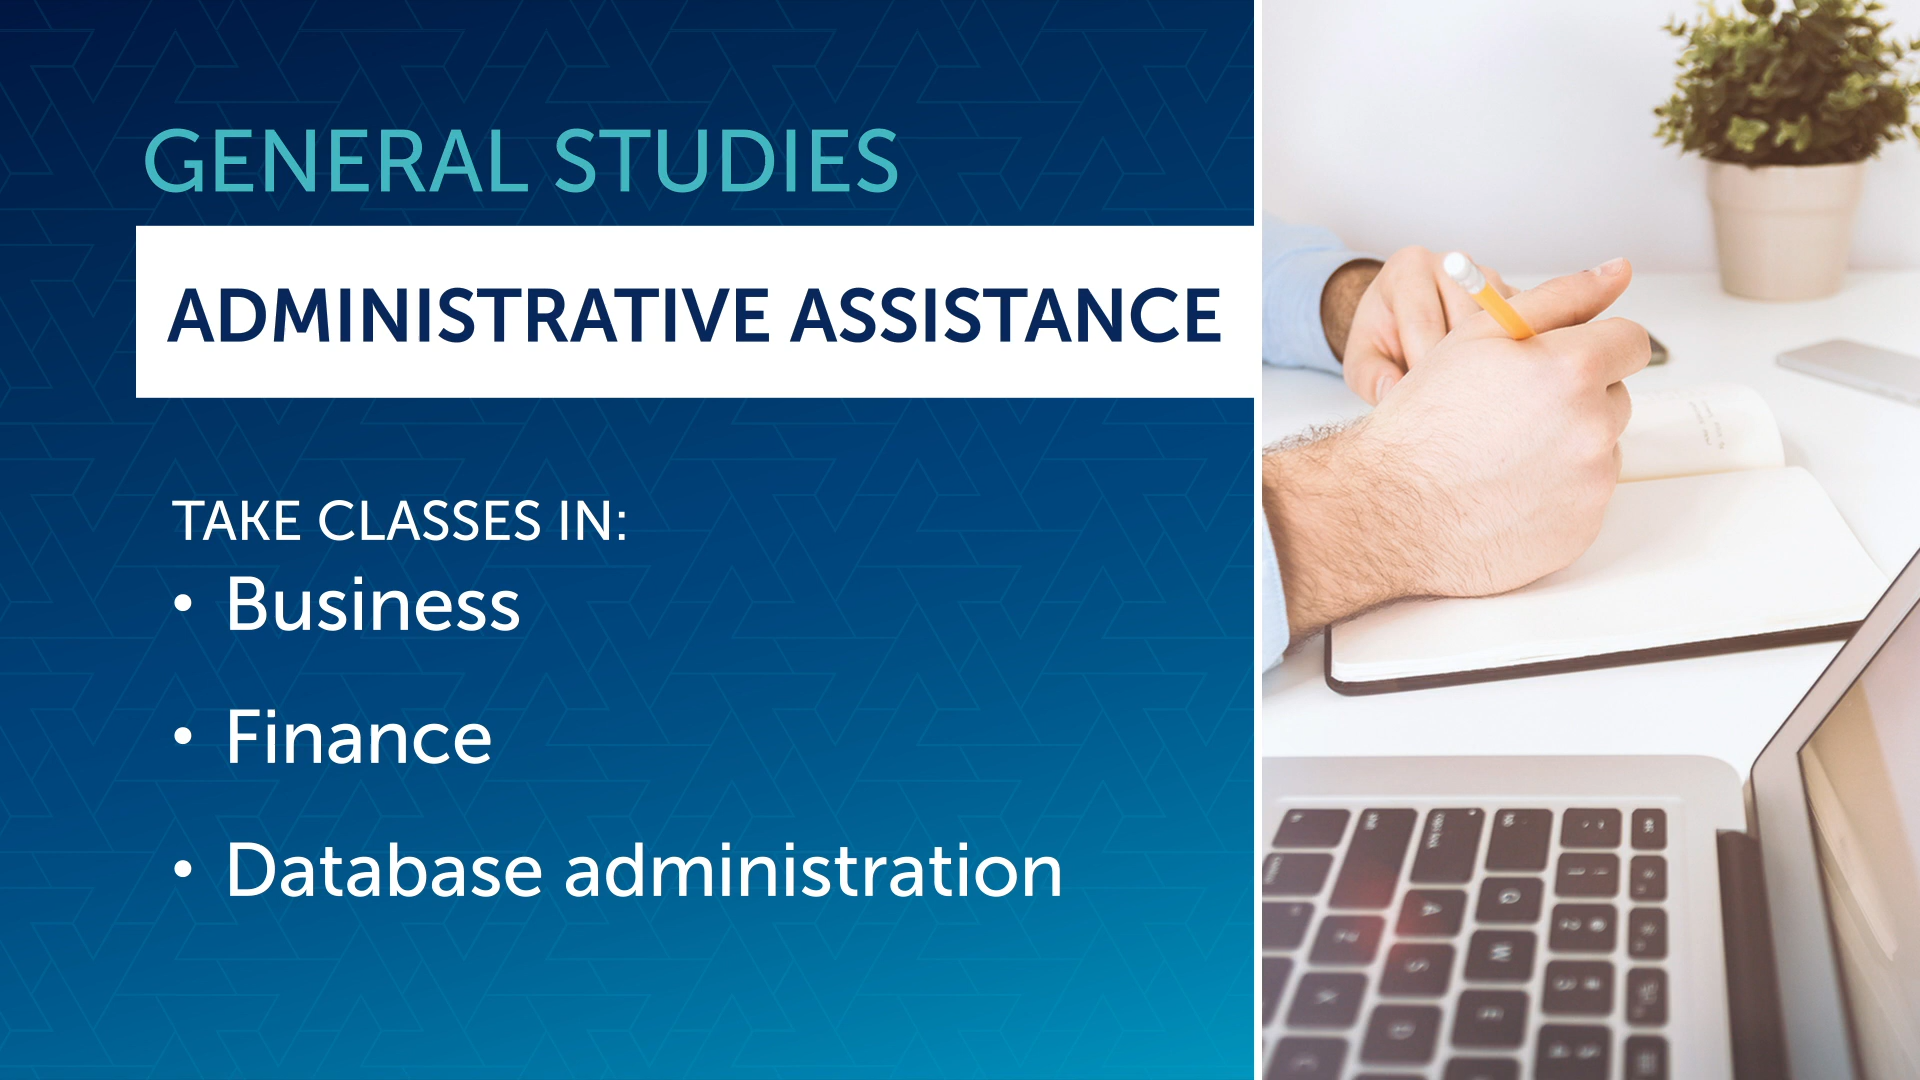 GENERAL STUDIES
ADMINISTRATIVE ASSISTANCE
TAKE CLASSES IN:
• Business
• Finance
• Database administration